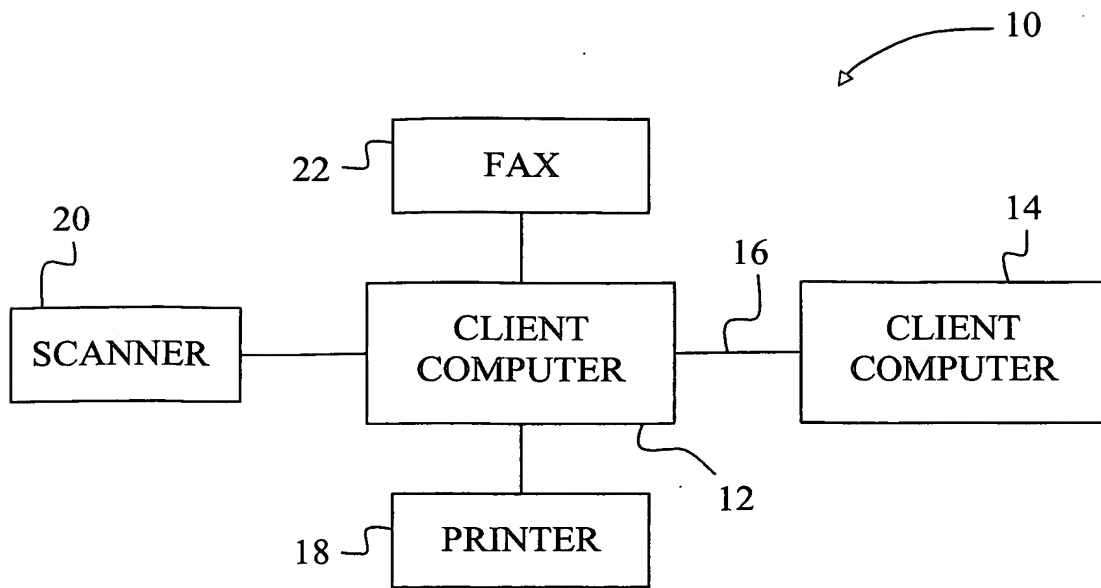 10
22
FAX
20
14
16
SCANNER
CLIENT
COMPUTER
CLIENT
COMPUTER
12
18
PRINTER